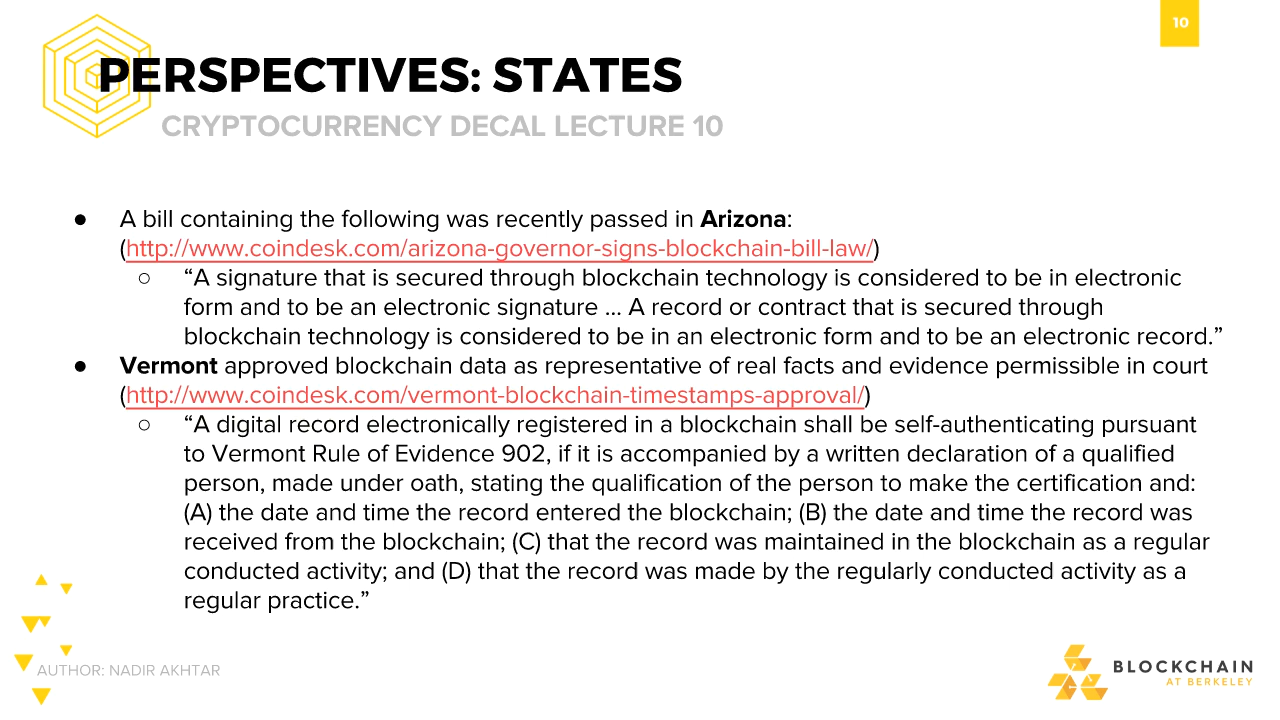 10
PERSPECTIVES: STATES
CRYPTOCURRENCY DECAL LECTURE 10
● A bill containing the following was recently passed in Arizona:
(http://www.coindesk.com/arizona-governor-signs-blockchain-bill-law/)
○ “A signature that is secured through blockchain technology is considered to be in electronic
form and to be an electronic signature ... A record or contract that is secured through
blockchain technology is considered to be in an electronic form and to be an electronic record.”
● Vermont approved blockchain data as representative of real facts and evidence permissible in court
(http://www.coindesk.com/vermont-blockchain-timestamps-approval/)
○ “A digital record electronically registered in a blockchain shall be self-authenticating pursuant
to Vermont Rule of Evidence 902, if it is accompanied by a written declaration of a qualified
person, made under oath, stating the qualification of the person to make the certification and:
(A) the date and time the record entered the blockchain; (B) the date and time the record was
received from the blockchain; (C) that the record was maintained in the blockchain as a regular
conducted activity; and (D) that the record was made by the regularly conducted activity as a
regular practice.”
AUTHOR: NADIR AKHTAR
BLOCKCHAIN
AT BERKELEY